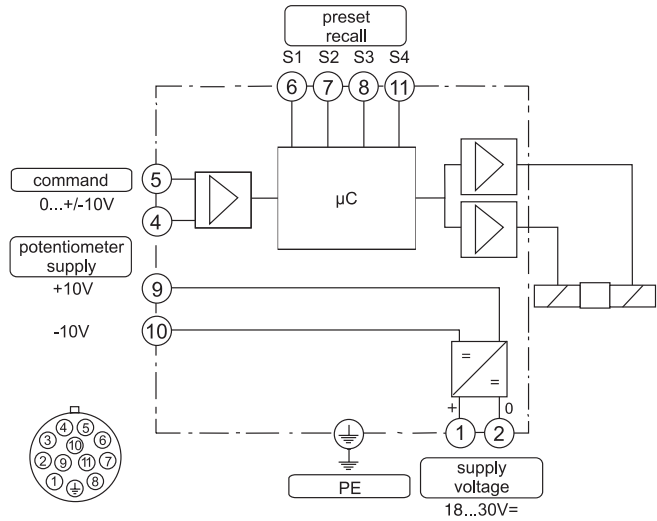 preset
recall
S1 S2 S3 S4
6 7 8 11
command
0...+/-10V
5
4
µC
potentiometer
supply
+10V
9
-10V
10
=
=
+ 0
1 2
PE
supply
voltage
18...30V=
4 5
3 10 6
2 9 11 7
1 8